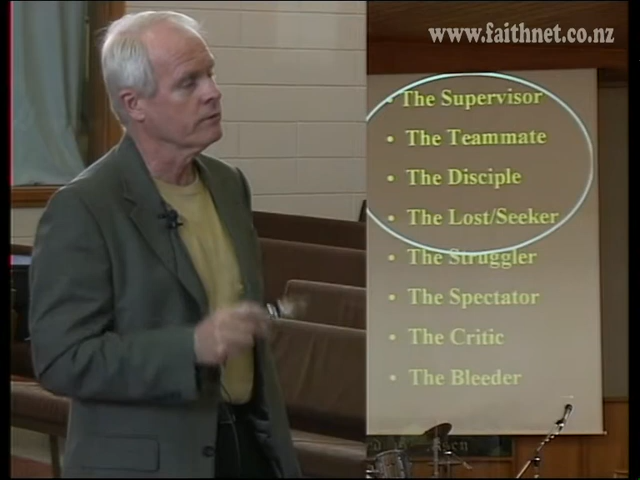 www.faithnet.co.nz
• The Supervisor
• The Teammate
• The Disciple
• The Lost/Seeker
• The Struggler
• The Spectator
• The Critic
• The Bleeder